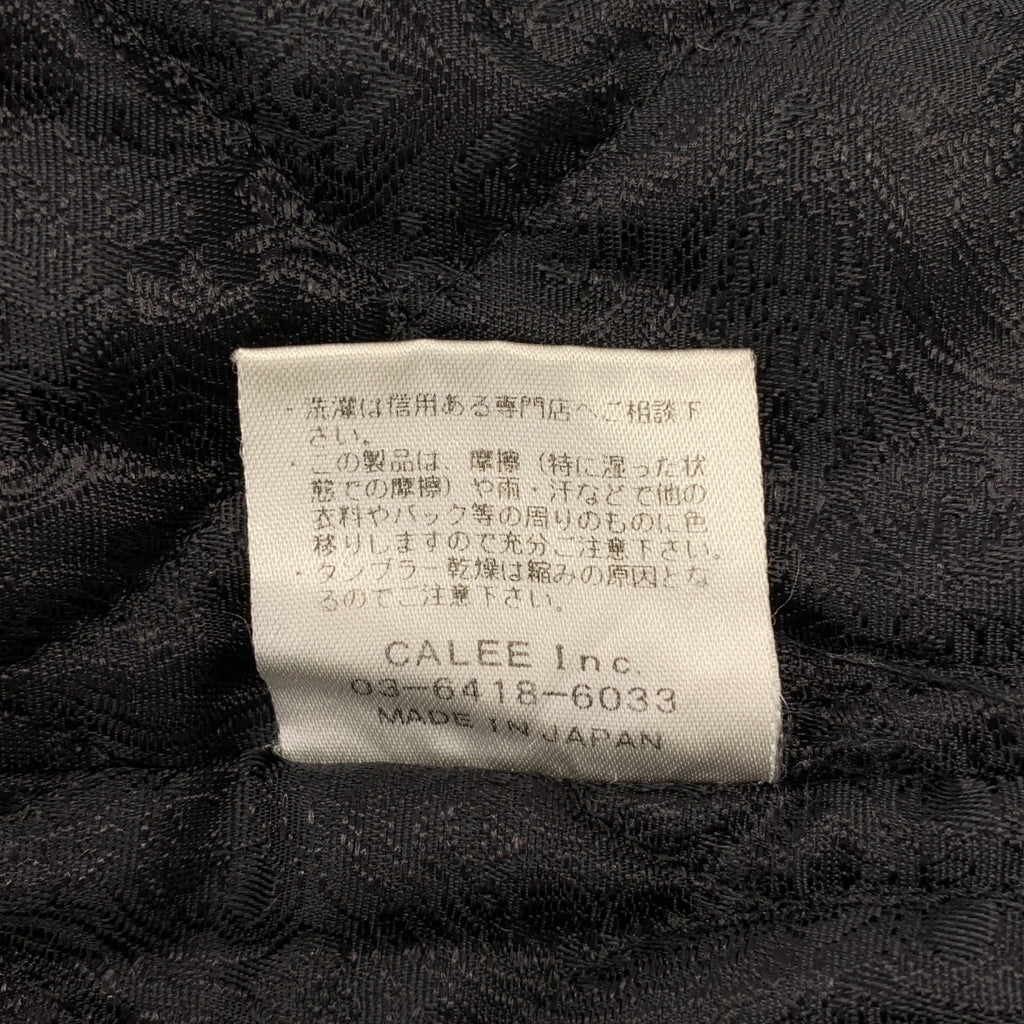 ・洗濯は信用ある専門店へご相談下
さい。
・この製品は、摩擦（特に湿った状
態での摩擦）や雨・汗などで他の
衣料やバック等の周りのものに色
移りしますので充分ご注意下さい。
・タンブラー乾燥は縮みの原因とな
るのでご注意下さい。
CALEE Inc.
03-6418-6033
MADE IN JAPAN